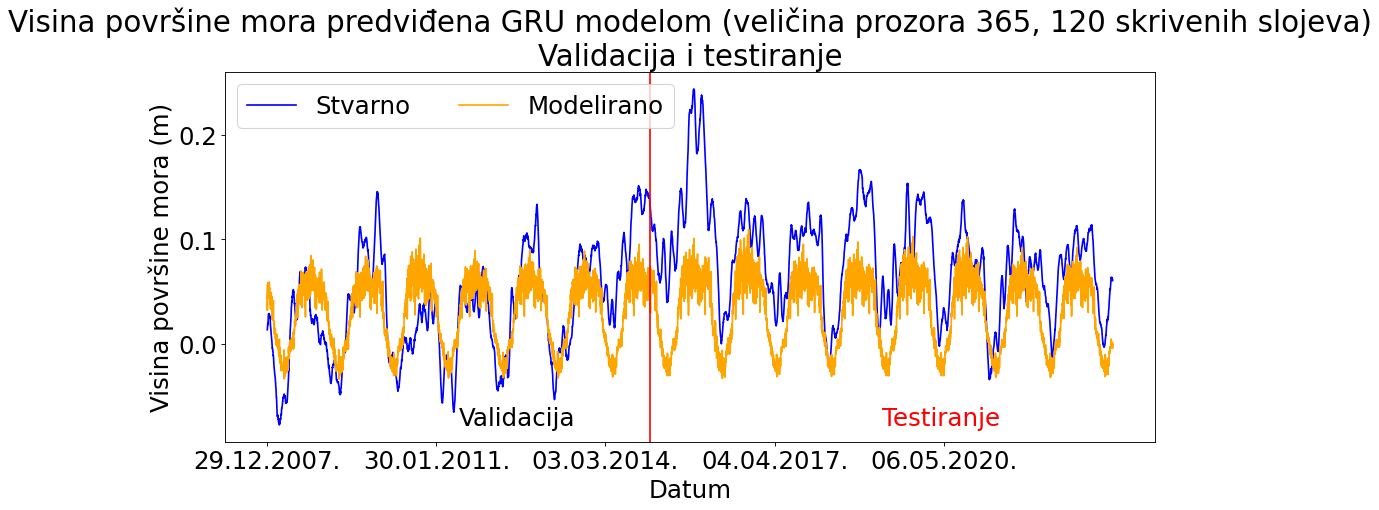 Visina površine mora predviđena GRU modelom (veličina prozora 365, 120 skrivenih slojeva)
Validacija i testiranje
Stvarno
Modelirano
Visina površine mora (m)
0.2
0.1
0.0
Validacija
Testiranje
29.12.2007.
30.01.2011.
03.03.2014.
04.04.2017.
06.05.2020.
Datum